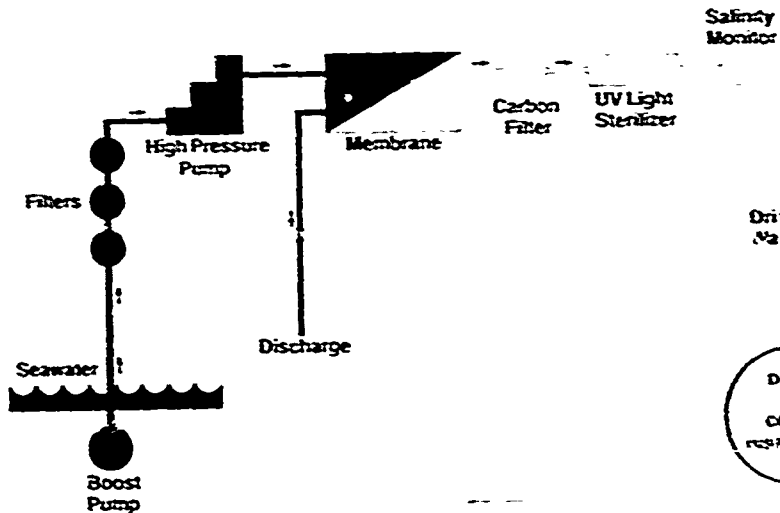 Salinity
Monitor
Carbon
Filter
UV Light
Sterilizer
High Pressure
Pump
Membrane
Filters
Discharge
Seawater
Boost
Pump